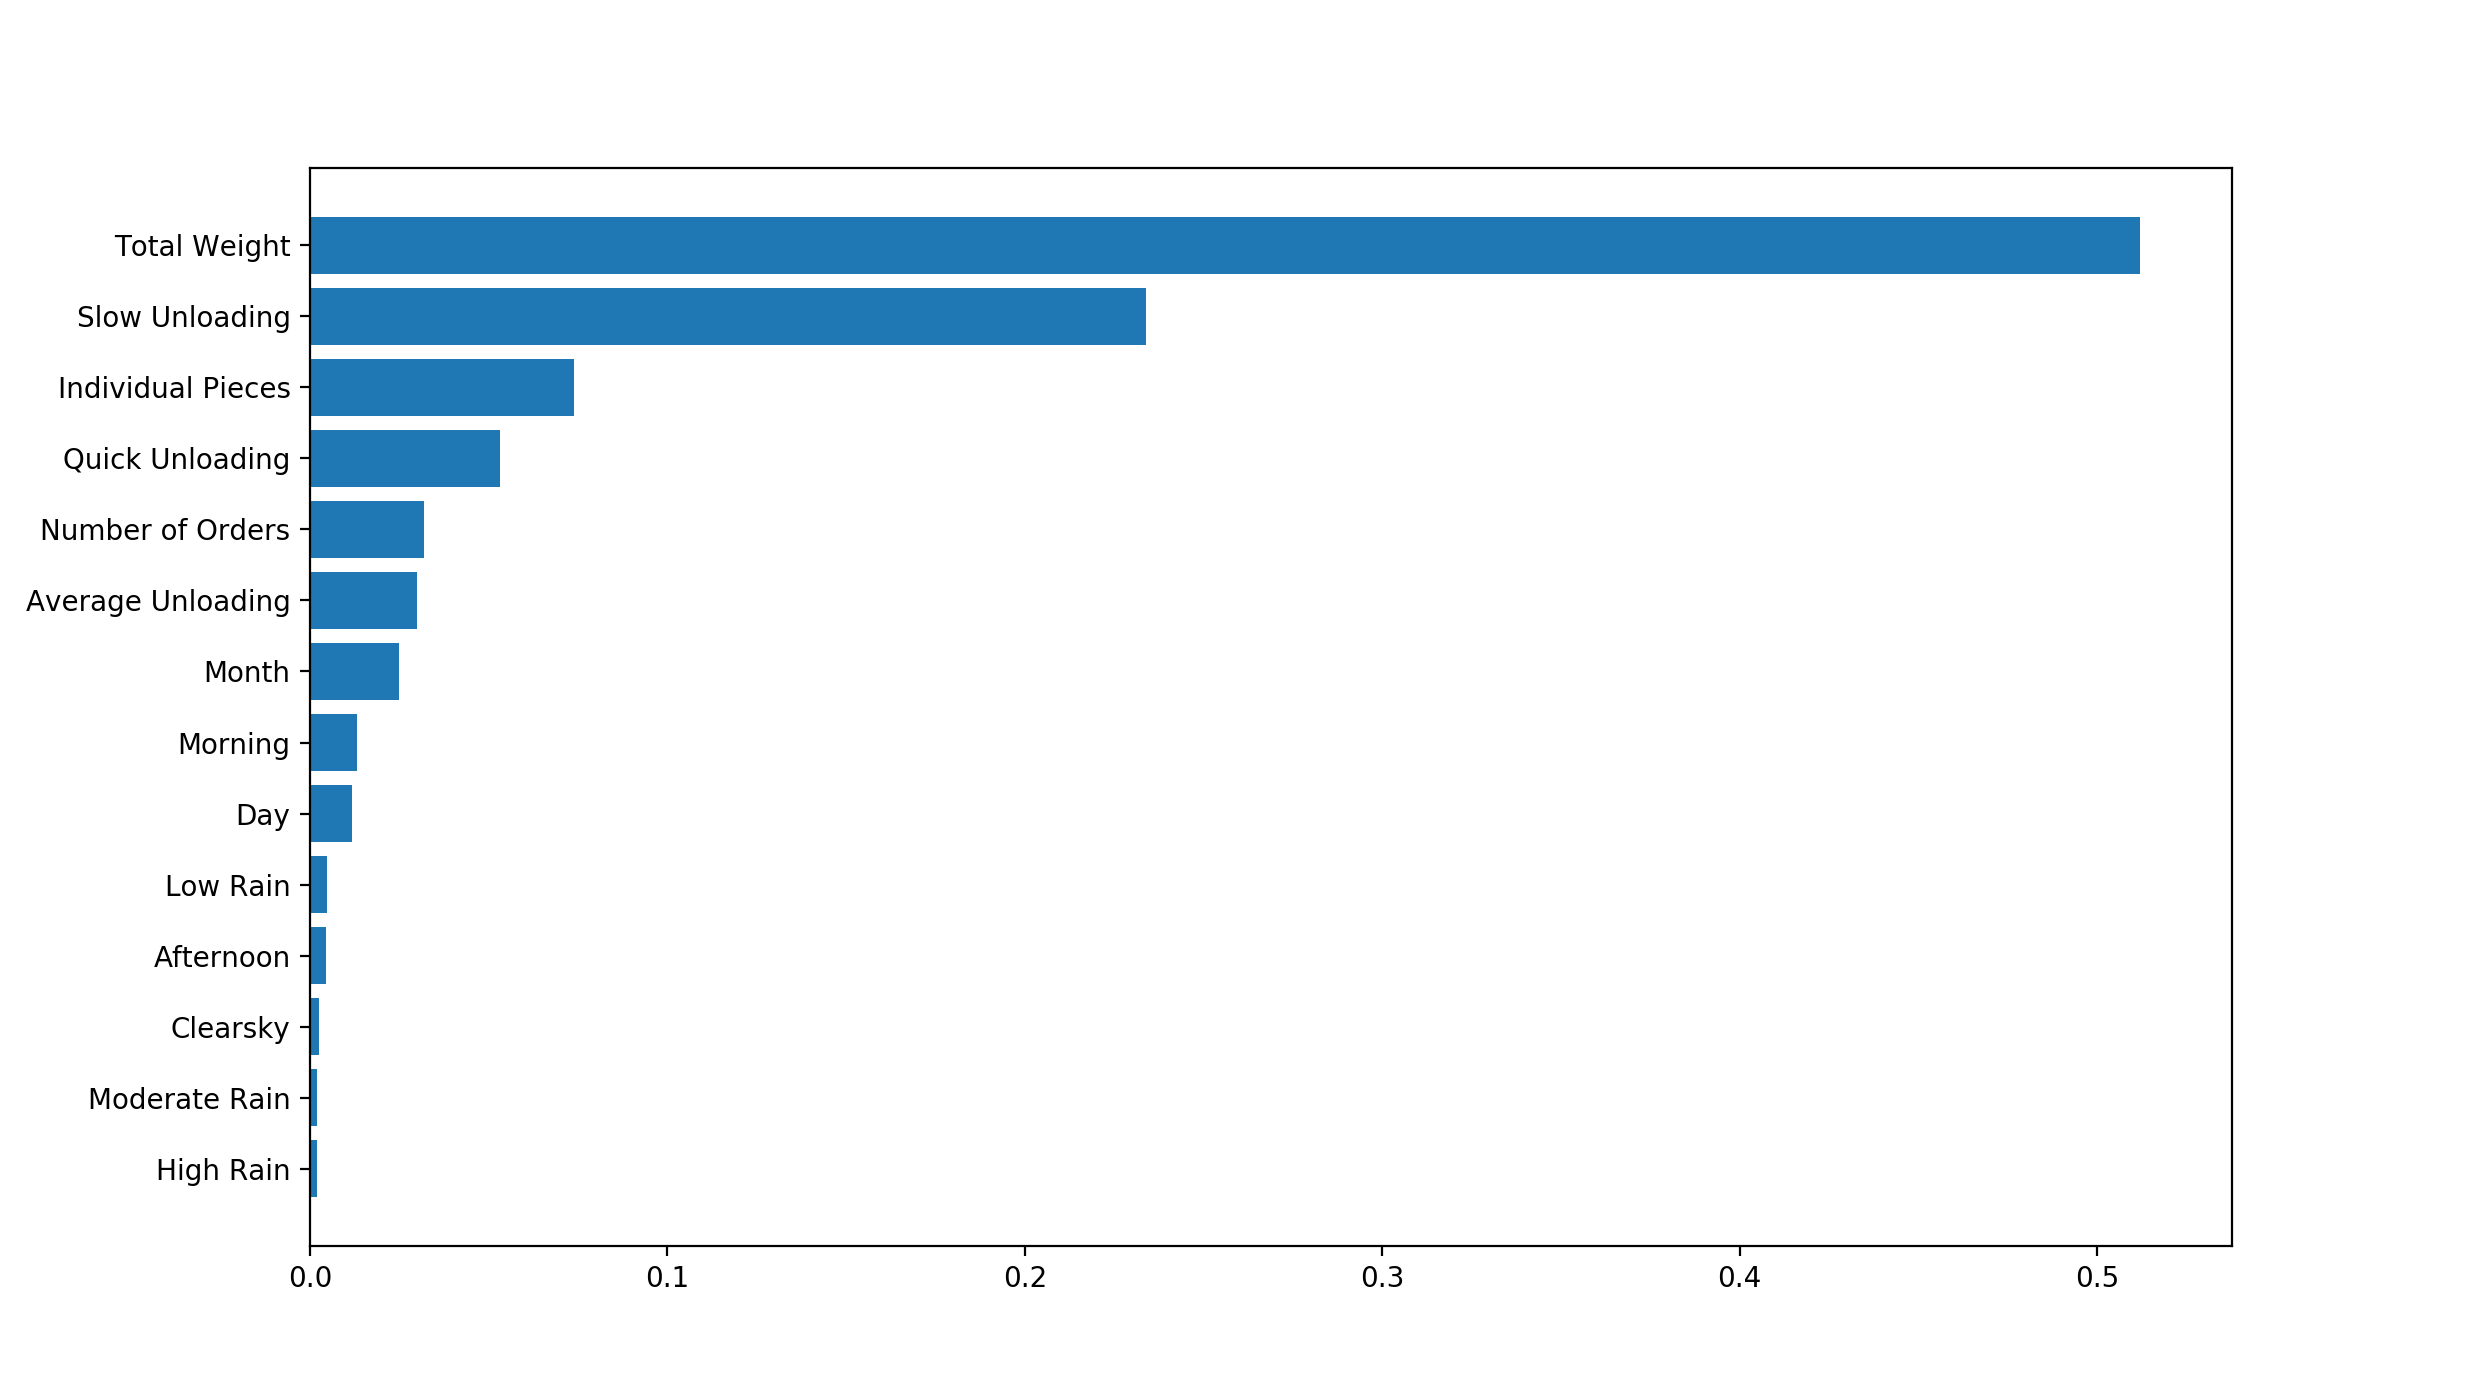 Total Weight
Slow Unloading
Individual Pieces
Quick Unloading
Number of Orders
Average Unloading
Month
Morning
Day
Low Rain
Afternoon
Clearsky
Moderate Rain
High Rain
0.0 0.1 0.2 0.3 0.4 0.5